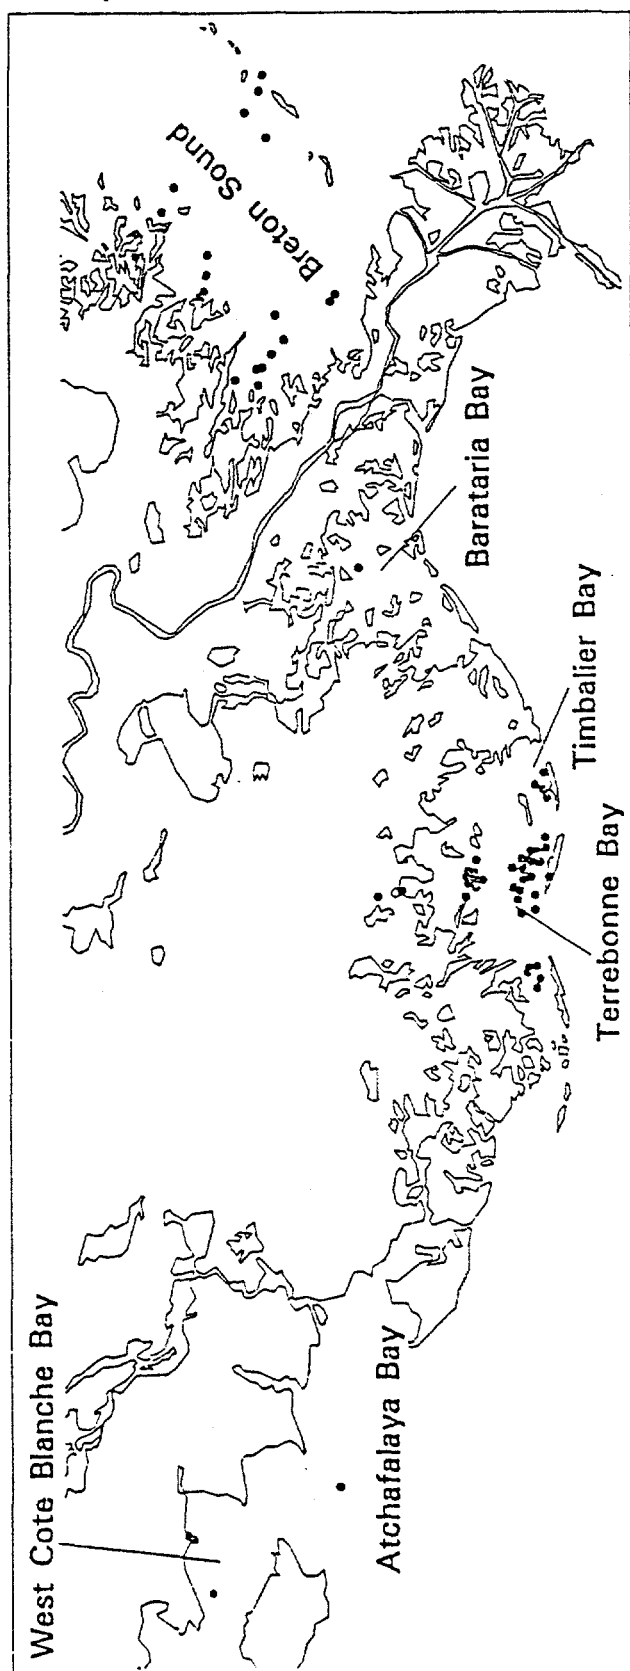 West Cote Blanche Bay
Atchafalaya Bay
Terrebonne Bay
Timbalier Bay
Barataria Bay
Breton Sound